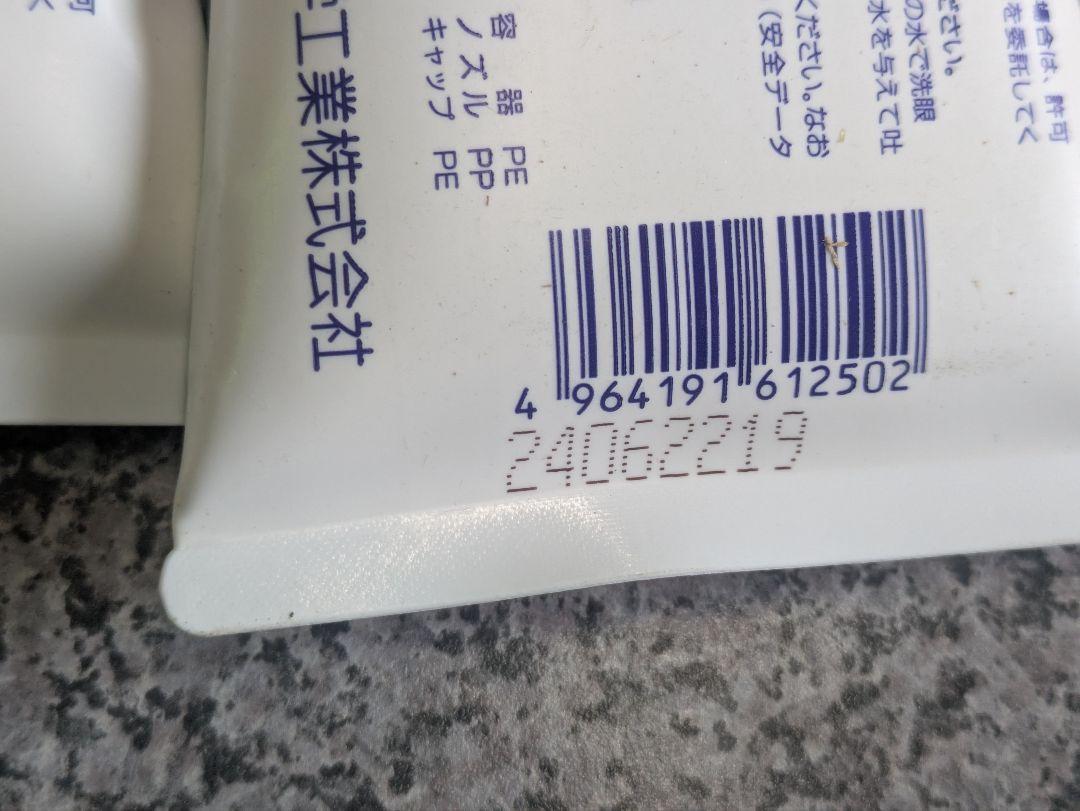 場合は、許可
を委託してく
ださい。
の水で洗眼
水を与えて吐
ください。なお
(安全データ
容 器 PE
ノズル PP
キャップ PE
工業株式会社
4 964191 612502
24062219